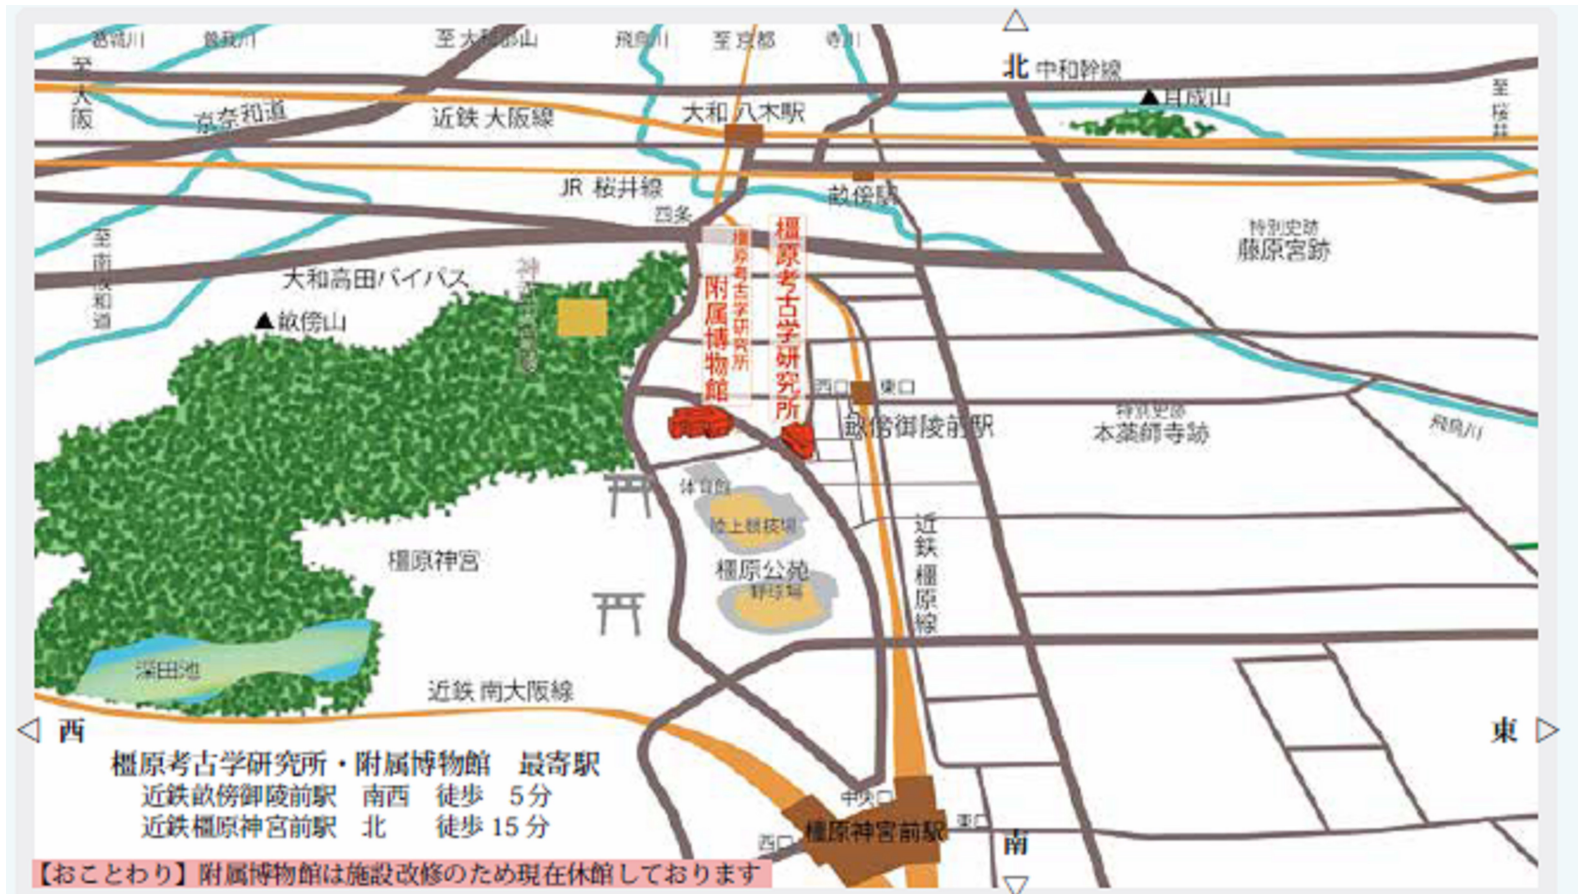 葛城川
曽我川
至 大和郡山
飛鳥川
至 京都
寺川
北
中和幹線
至 大阪
京奈和道
近鉄 大阪線
大和 八木駅
▲耳成山
至 桜井
JR 桜井線
畝傍駅
四条
特別史跡
藤原宮跡
至 南阪和道
大和高田バイパス
▲畝傍山
橿原考古学研究所
附属博物館
橿原考古学研究所
西口
東口
畝傍御陵前駅
特別史跡
本薬師寺跡
飛鳥川
体育館
陸上競技場
近鉄 橿原線
橿原神宮
橿原公苑
野球場
深田池
近鉄 南大阪線
西
東
橿原考古学研究所・附属博物館 最寄駅
近鉄畝傍御陵前駅 南西 徒歩 5分
近鉄橿原神宮前駅 北 徒歩 15 分
中央口
橿原神宮前駅
東口
西口
南
【おことわり】附属博物館は施設改修のため現在休館しております